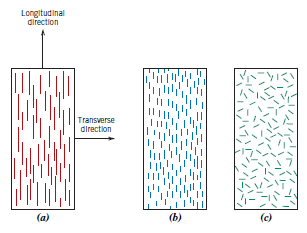 Longitudinal
direction
Transverse
direction
(a)
(b)
(c)